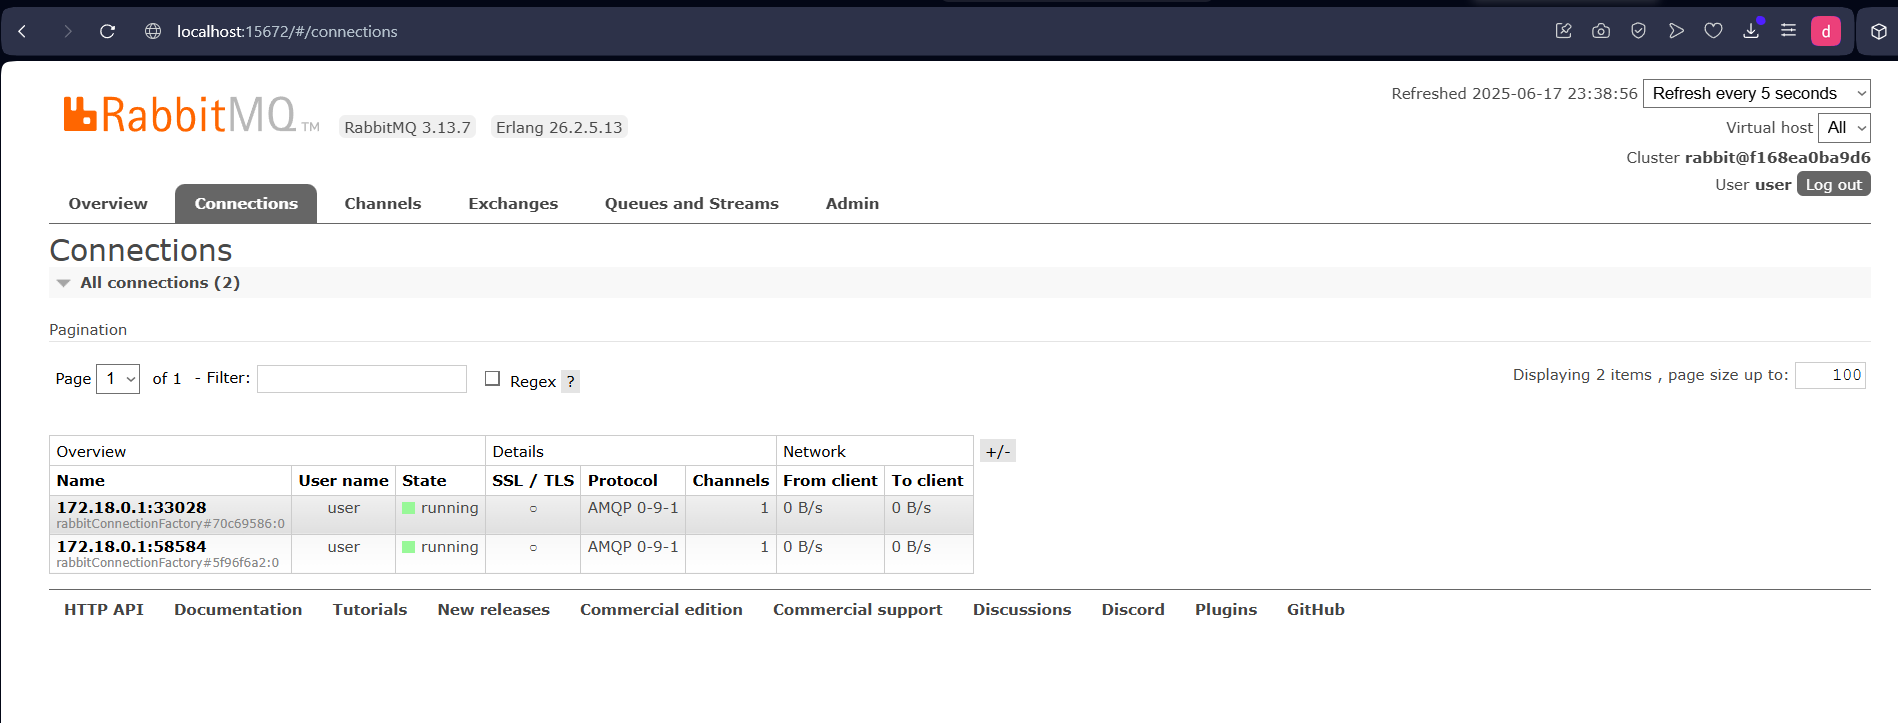 localhost:15672/#/connections
d
RabbitMQ TM
RabbitMQ 3.13.7 Erlang 26.2.5.13
Refreshed 2025-06-17 23:38:56 Refresh every 5 seconds
Virtual host All
Cluster rabbit@f168ea0ba9d6
User user Log out
Overview Connections Channels Exchanges Queues and Streams Admin
Connections
All connections (2)
Pagination
Page 1 of 1 - Filter: Regex ?
Displaying 2 items , page size up to: 100
Overview Details Network +/-
Name User name State SSL / TLS Protocol Channels From client To client
172.18.0.1:33028 user running ○ AMQP 0-9-1 1 0 B/s 0 B/s
rabbitConnectionFactory#70c69586:0
172.18.0.1:58584 user running ○ AMQP 0-9-1 1 0 B/s 0 B/s
rabbitConnectionFactory#5f96f6a2:0
HTTP API Documentation Tutorials New releases Commercial edition Commercial support Discussions Discord Plugins GitHub